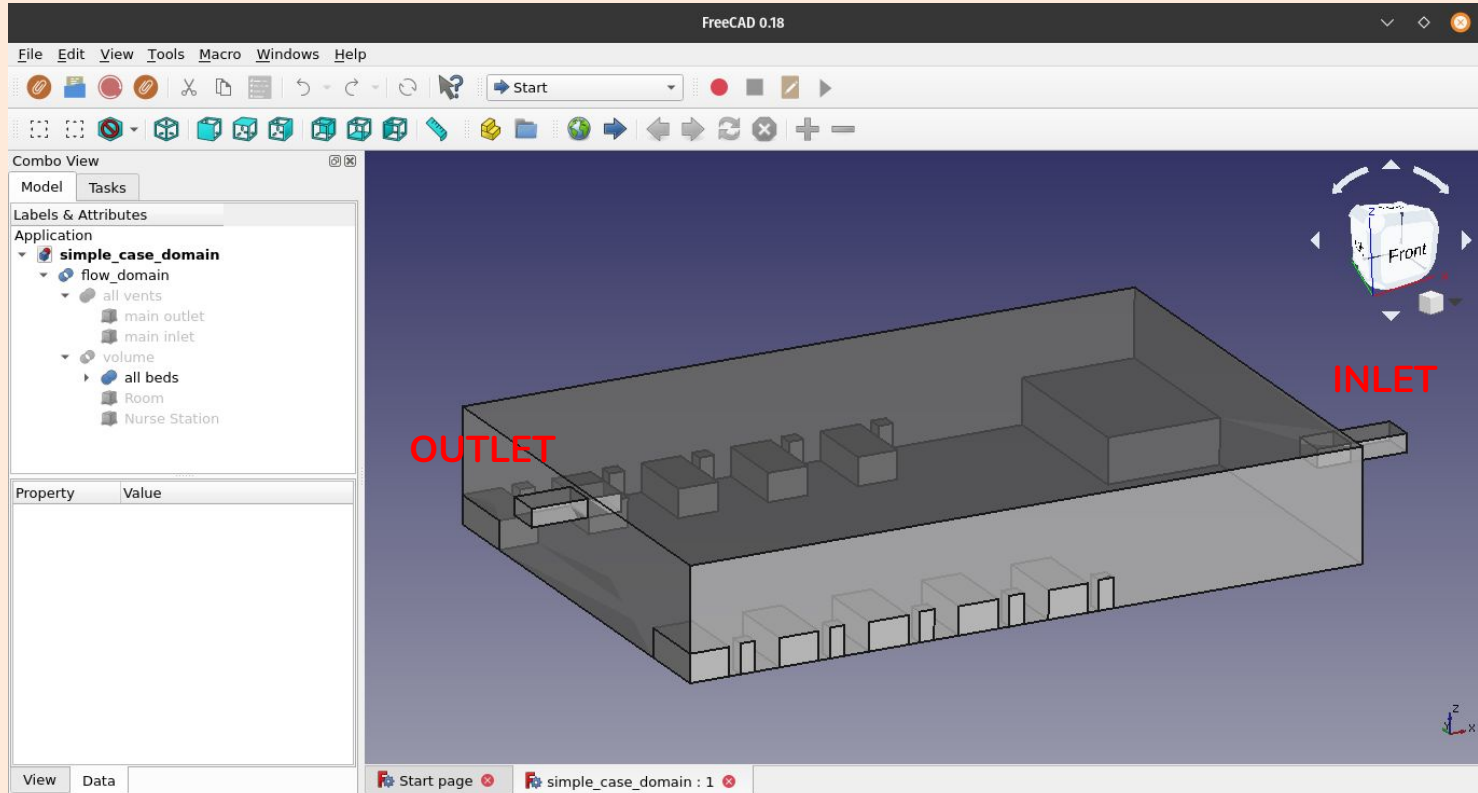 FreeCAD 0.18
File Edit View Tools Macro Windows Help
Start
Combo View
Model Tasks
Labels & Attributes
Application
simple_case_domain
flow_domain
all vents
main outlet
main inlet
volume
all beds
Room
Nurse Station
Property Value
View Data
Z
Front
X
INLET
OUTLET
Z
X
Start page
simple_case_domain : 1